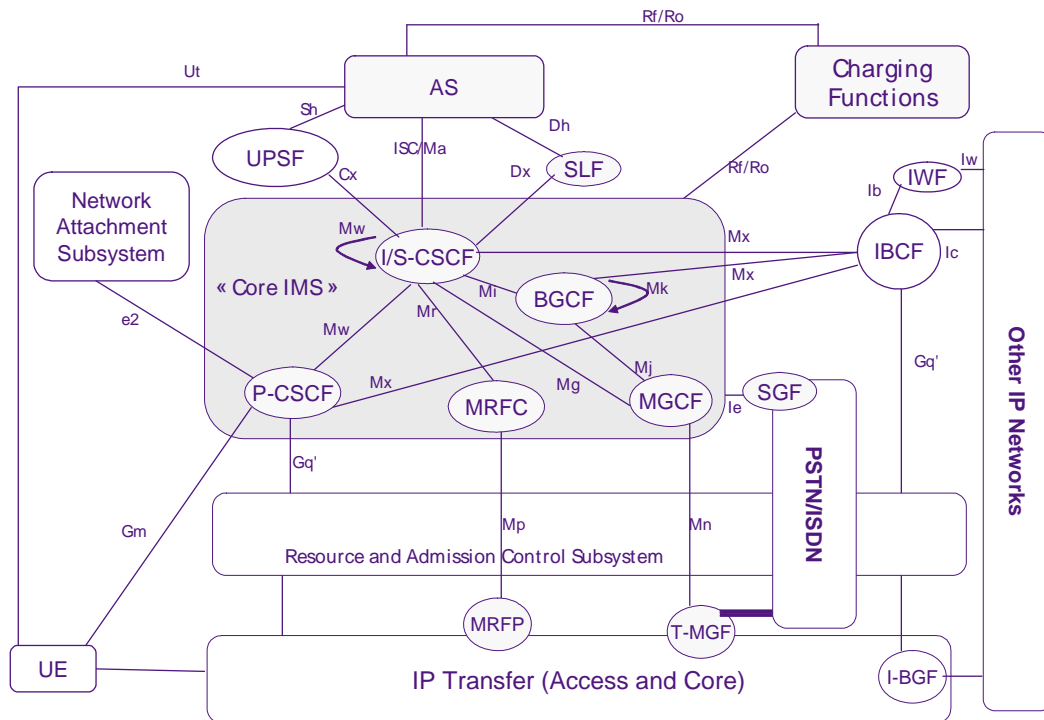 Rf/Ro
Ut
AS
Charging
Functions
Sh
Dh
ISC/Ma
UPSF
SLF
Iw
IWF
Cx
Dx
Rf/Ro
Ib
Network
Attachment
Subsystem
Mw
Mx
I/S-CSCF
IBCF
Ic
Mx
« Core IMS »
Mi
BGCF
Mk
Mr
e2
Mw
Gq'
Mj
Mx
Mg
P-CSCF
MRFC
MGCF
Ie
SGF
Other IP Networks
Gq'
PSTN/ISDN
Gm
Mp
Mn
Resource and Admission Control Subsystem
MRFP
T-MGF
UE
IP Transfer (Access and Core)
I-BGF